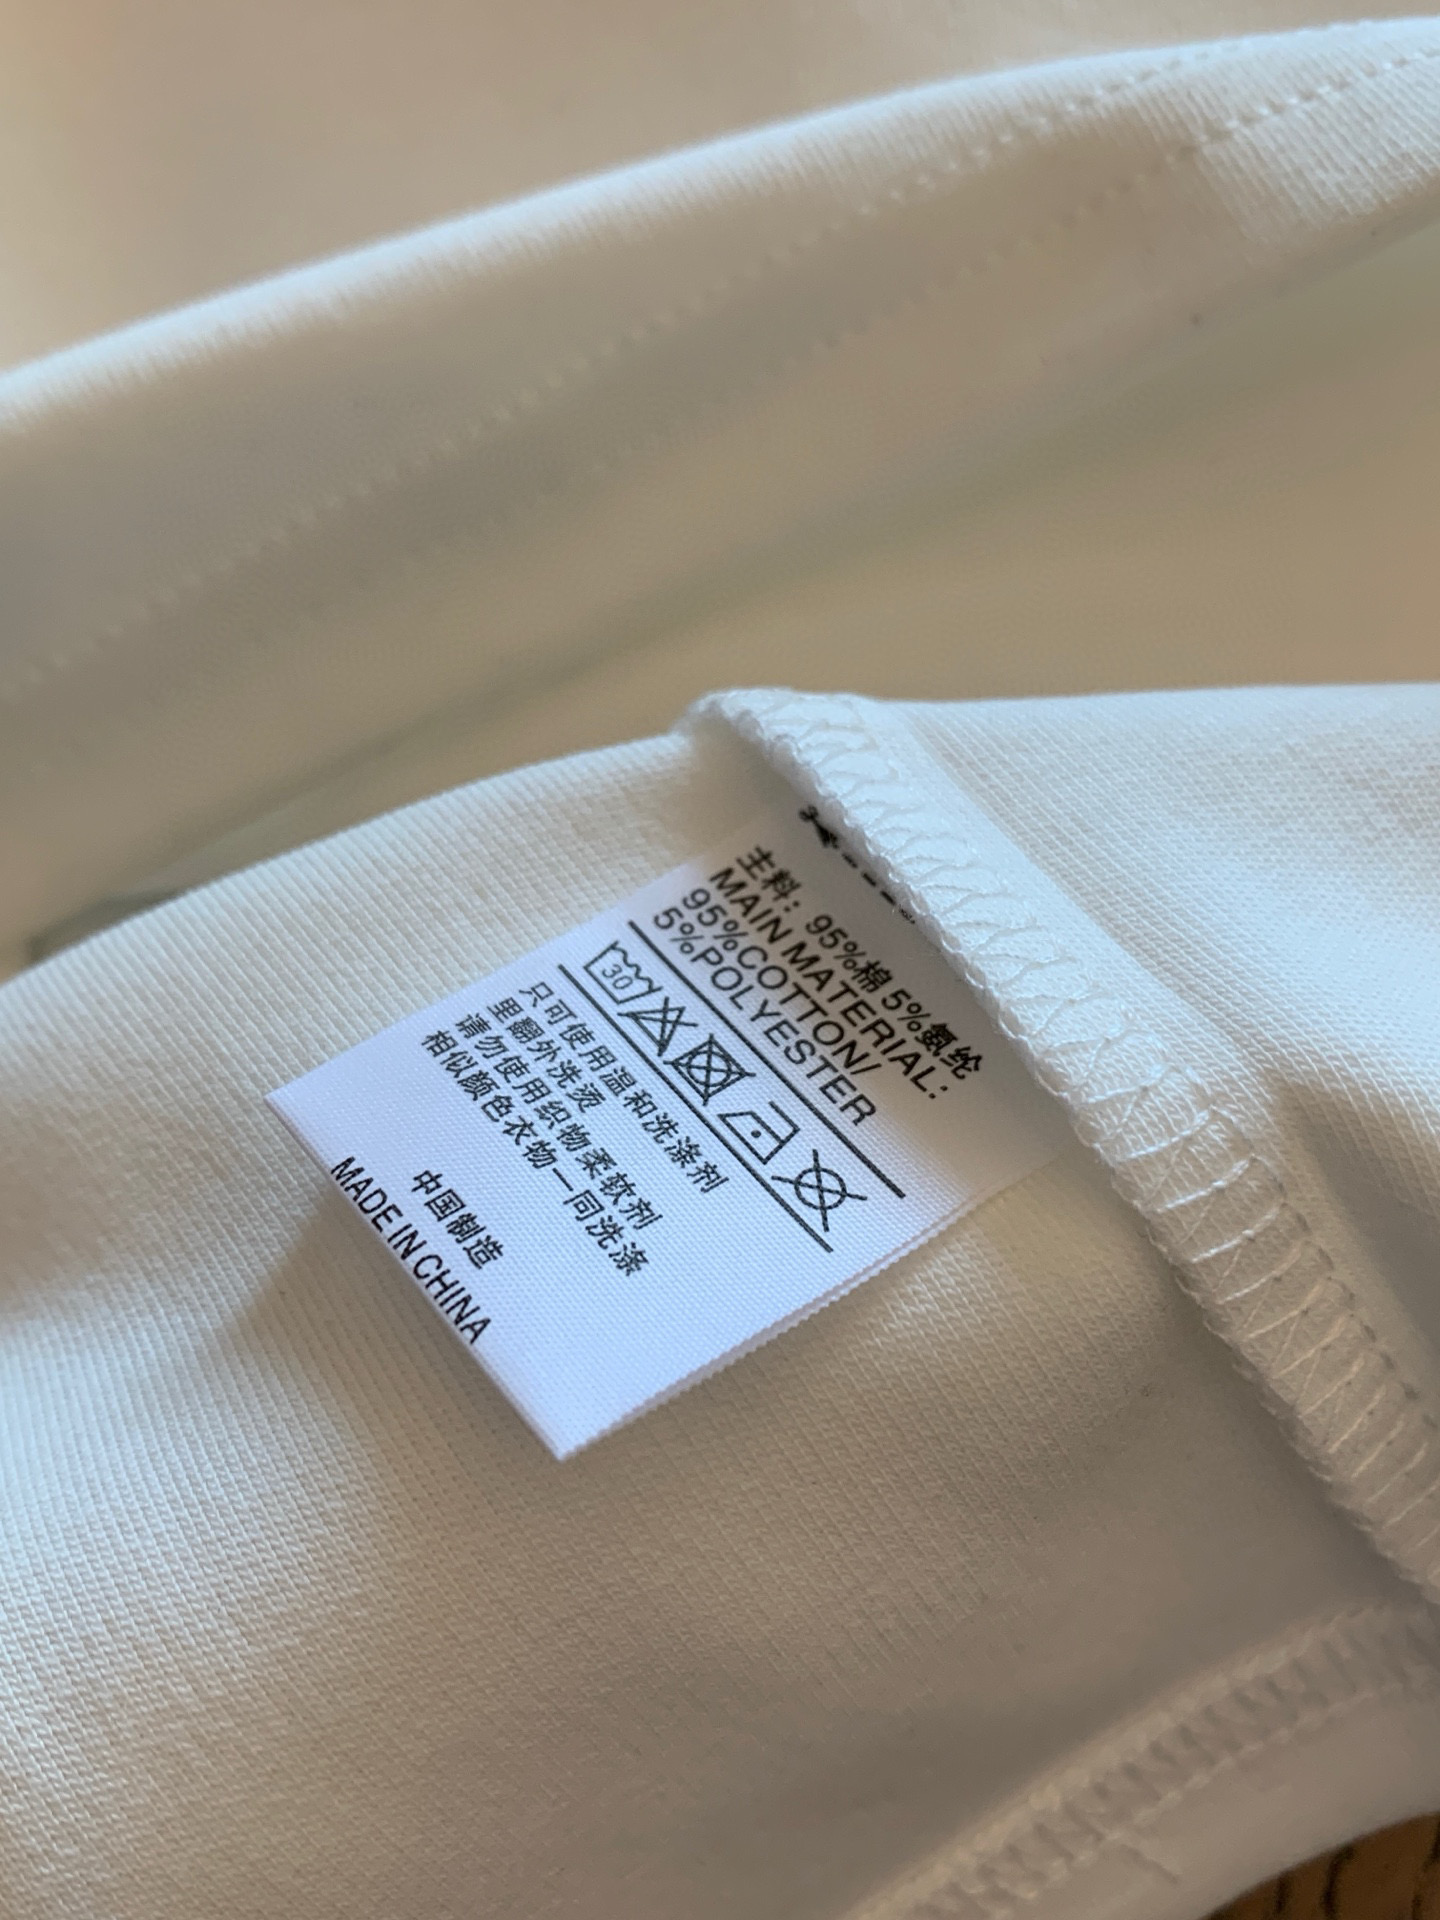 主料：95%棉 5%氨纶
MAIN MATERIAL:
95%COTTON/
5%POLYESTER
30
只可使用温和洗涤剂
里翻外洗烫
请勿使用织物柔软剂
相似颜色衣物一同洗涤
中国制造
MADE IN CHINA